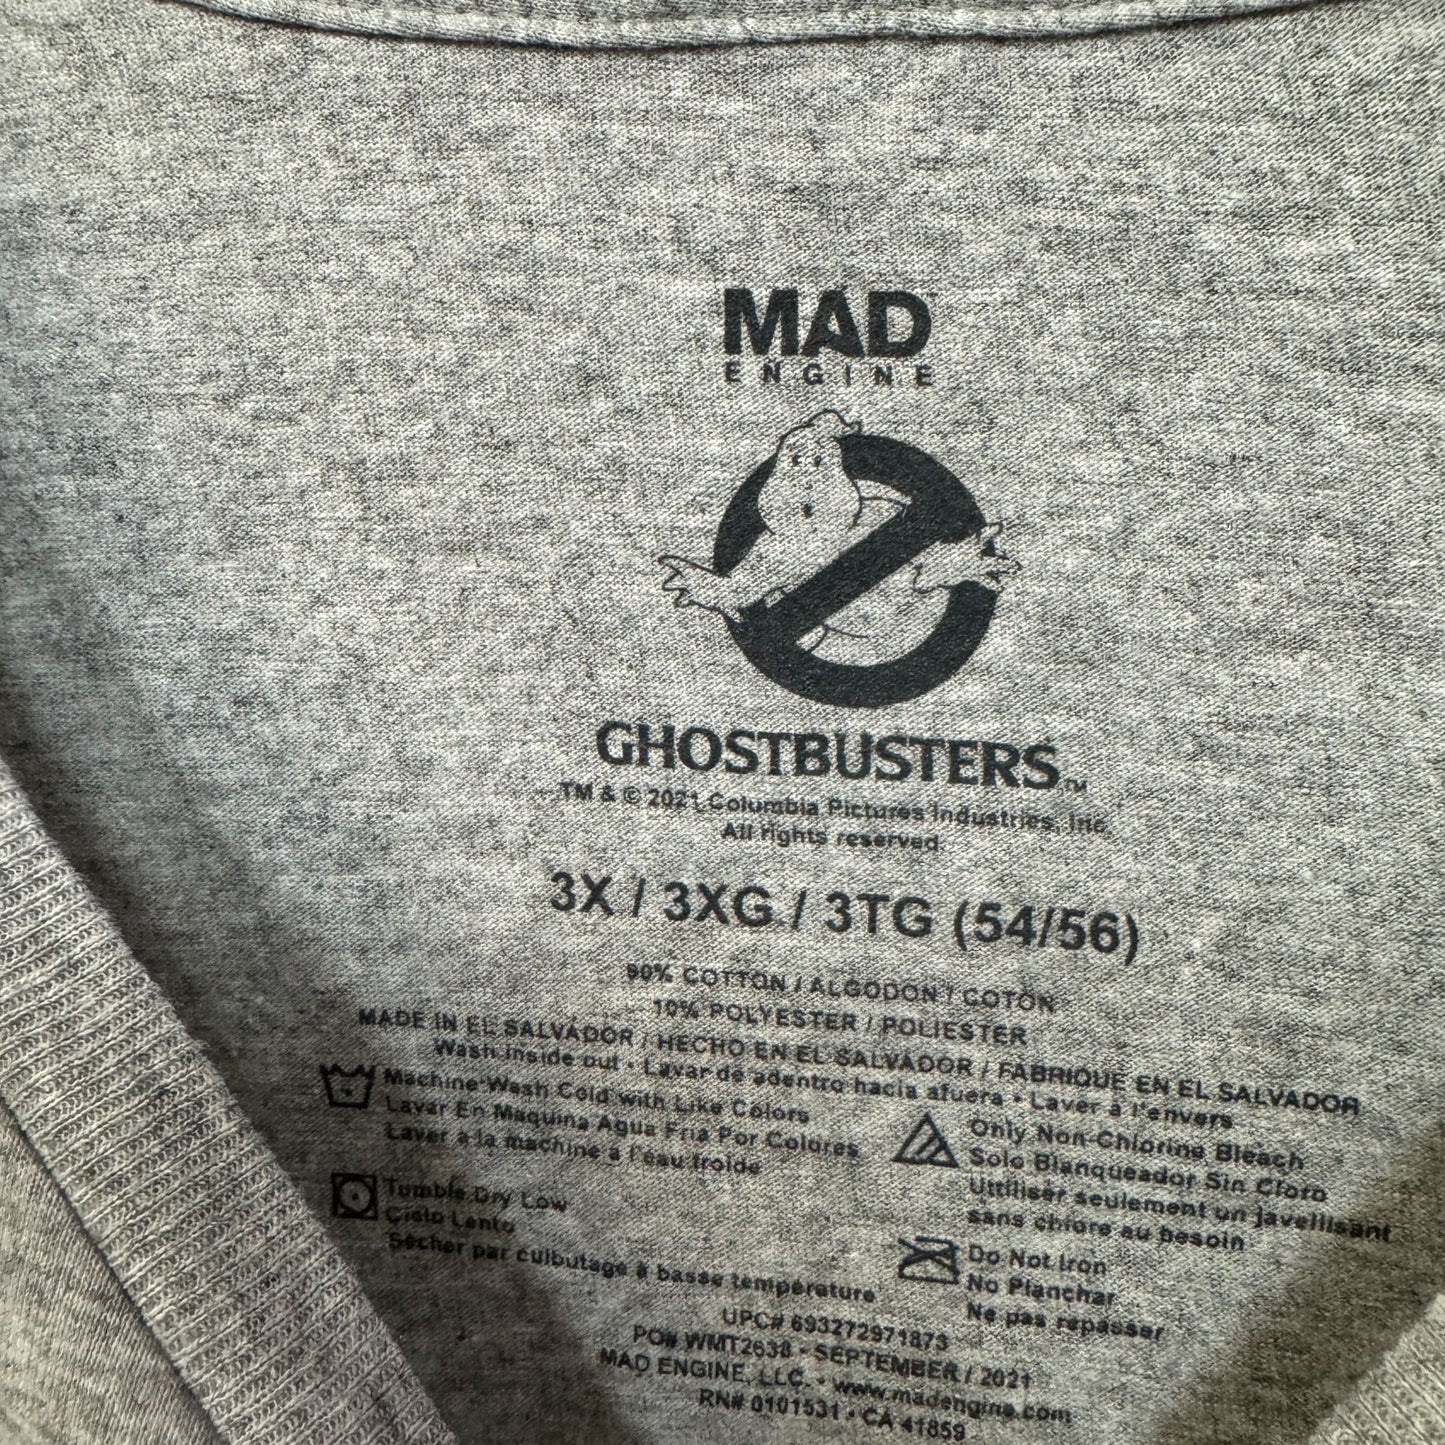 MAD
ENGINE
GHOSTBUSTERS™
TM & © 2021 Columbia Pictures Industries, Inc.
All rights reserved.
3X / 3XG / 3TG (54/56)
90% COTTON / ALGODON / COTON
10% POLYESTER / POLIESTER
MADE IN EL SALVADOR / HECHO EN EL SALVADOR / FABRIQUE EN EL SALVADOR
Wash inside out • Lavar de adentro hacia afuera • Laver à l'envers
Machine Wash Cold with Like Colors
Lavar En Maquina Agua Fria Por Colores
Laver a la machine à l'eau froide
Only Non-Chlorine Bleach
Solo Blanqueador Sin Cloro
Uttiliser seulement un javellisant
sans chlore au besoin
Tumble Dry Low
Ciclo Lento
Sécher par culbutage à basse température
Do Not Iron
No Planchar
Ne pas repasser
UPC# 693272971873
PO# WMT2638 • SEPTEMBER / 2021
MAD ENGINE, LLC. • www.madengine.com
RN# 0101531 • CA 41859